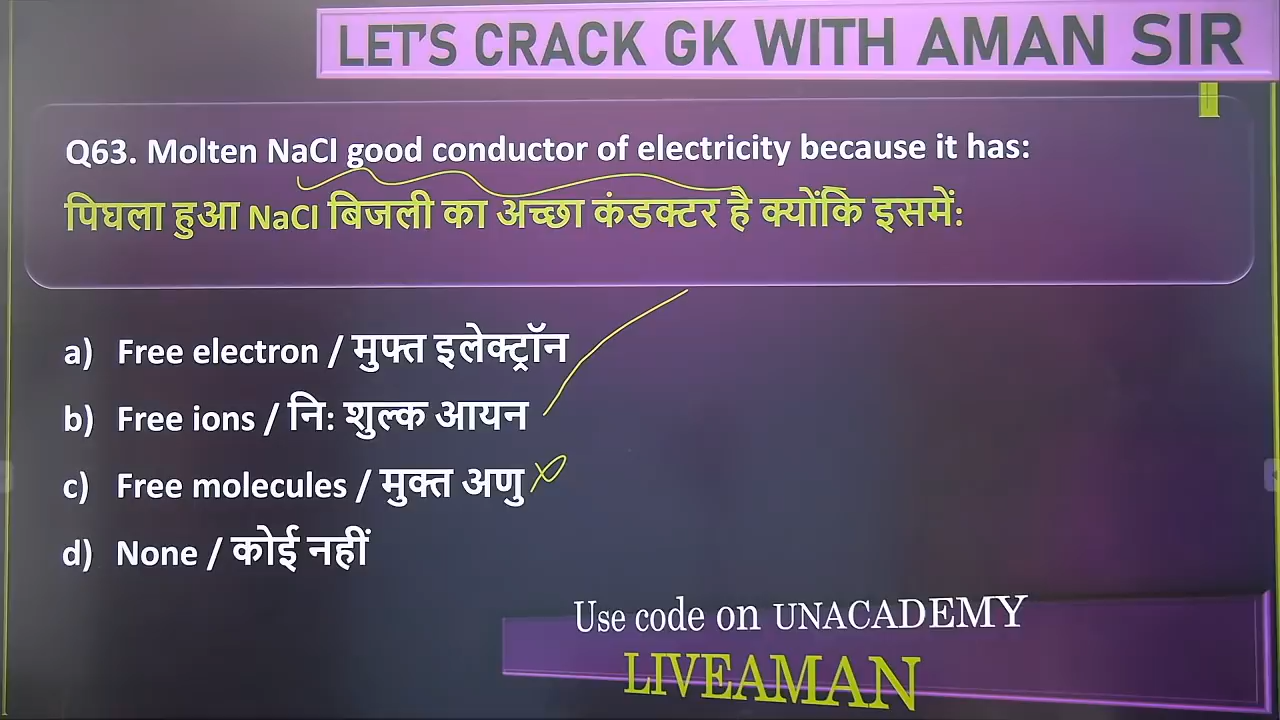 LET'S CRACK GK WITH AMAN SIR
Q63. Molten NaCl good conductor of electricity because it has:
पिघला हुआ NaCl बिजली का अच्छा कंडक्टर है क्योंकि इसमें:
a) Free electron / मुफ्त इलेक्ट्रॉन
b) Free ions / नि: शुल्क आयन
c) Free molecules / मुक्त अणु
d) None / कोई नहीं
Use code on UNACADEMY
LIVEAMAN